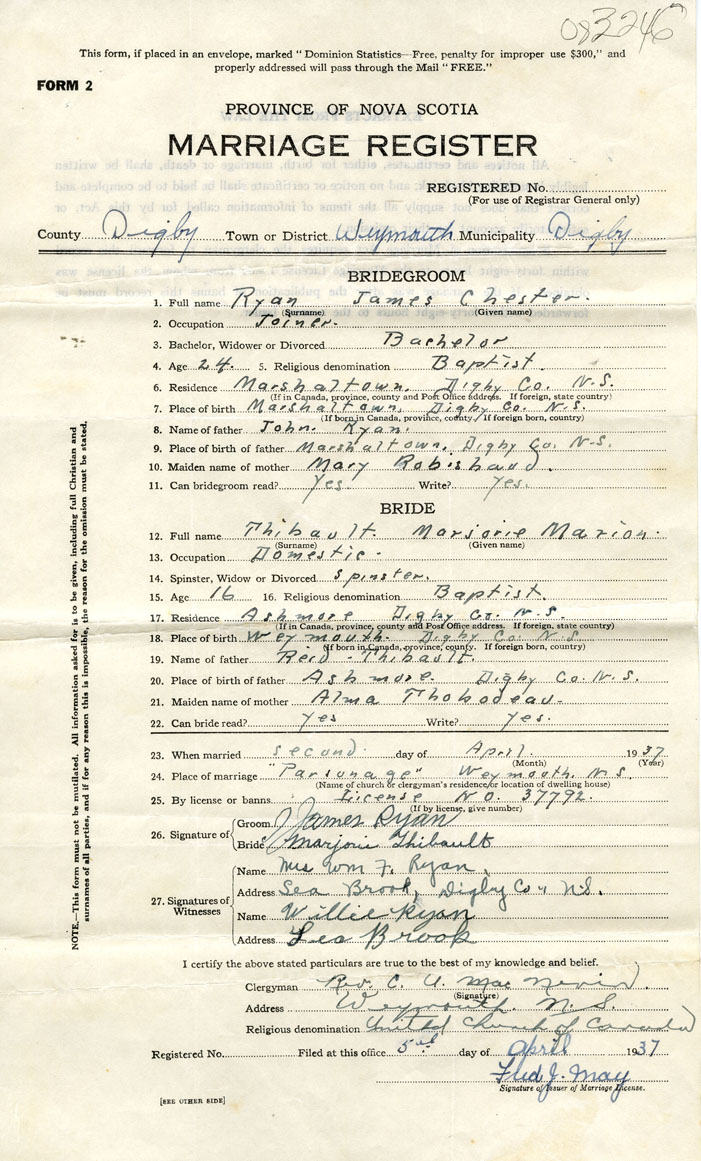 083246
This form, if placed in an envelope, marked "Dominion Statistics—Free, penalty for improper use $300," and
properly addressed will pass through the Mail "FREE."
FORM 2
PROVINCE OF NOVA SCOTIA
MARRIAGE REGISTER
REGISTERED No.
(For use of Registrar General only)
County Digby Town or District Weymouth Municipality Digby
BRIDEGROOM
1. Full name Ryan James Chester.
(Surname) (Given name)
2. Occupation Joiner.
3. Bachelor, Widower or Divorced Bachelor
4. Age 24. 5. Religious denomination Baptist.
6. Residence Marshaltown. Digby Co. N.S.
(If in Canada, province, county and Post Office address. If foreign, state country)
7. Place of birth Marshaltown, Digby Co. N.S.
(If born in Canada, province, county. If foreign born, country)
8. Name of father John Ryan.
9. Place of birth of father Marshaltown, Digby Co. N.S.
10. Maiden name of mother Mary Robishaud.
11. Can bridegroom read? Yes Write? Yes.
BRIDE
12. Full name Thibault. Marjorie Marion.
(Surname) (Given name)
13. Occupation Domestic.
14. Spinster, Widow or Divorced Spinster.
15. Age 16 16. Religious denomination Baptist.
17. Residence Ashmore Digby Co. N.S.
(If in Canada, province, county and Post Office address. If foreign, state country)
18. Place of birth Weymouth. Digby Co. N.S.
(If born in Canada, province, county. If foreign born, country)
19. Name of father Reid Thibault.
20. Place of birth of father Ashmore. Digby Co. N.S.
21. Maiden name of mother Alma Thobodeau.
22. Can bride read? Yes Write? Yes.
23. When married second day of April 1937
(Month) (Year)
24. Place of marriage "Parsonage" Weymouth N.S.
(Name of church or clergyman's residence or location of dwelling house)
25. By license or banns License No. 37792.
(If by license, give number)
26. Signature of Groom James Ryan
Bride Marjorie Thibault
27. Signatures of Witnesses
Name Mrs Wm F. Ryan,
Address Sea Brook, Digby Co. N.S.
Name Willie Ryan
Address Sea Brook
I certify the above stated particulars are true to the best of my knowledge and belief.
Clergyman Rev. C. A. MacNevin.
(Signature)
Address Weymouth. N.S.
Religious denomination United Church of Canada
Registered No. Filed at this office 5th day of April 1937
Fred J. May
Signature of Issuer of Marriage License.
[SEE OTHER SIDE]
NOTE.—This form must not be mutilated. All information asked for is to be given, including full Christian and
surnames of all parties, and if for any reason this is impossible, the reason for the omission must be stated.